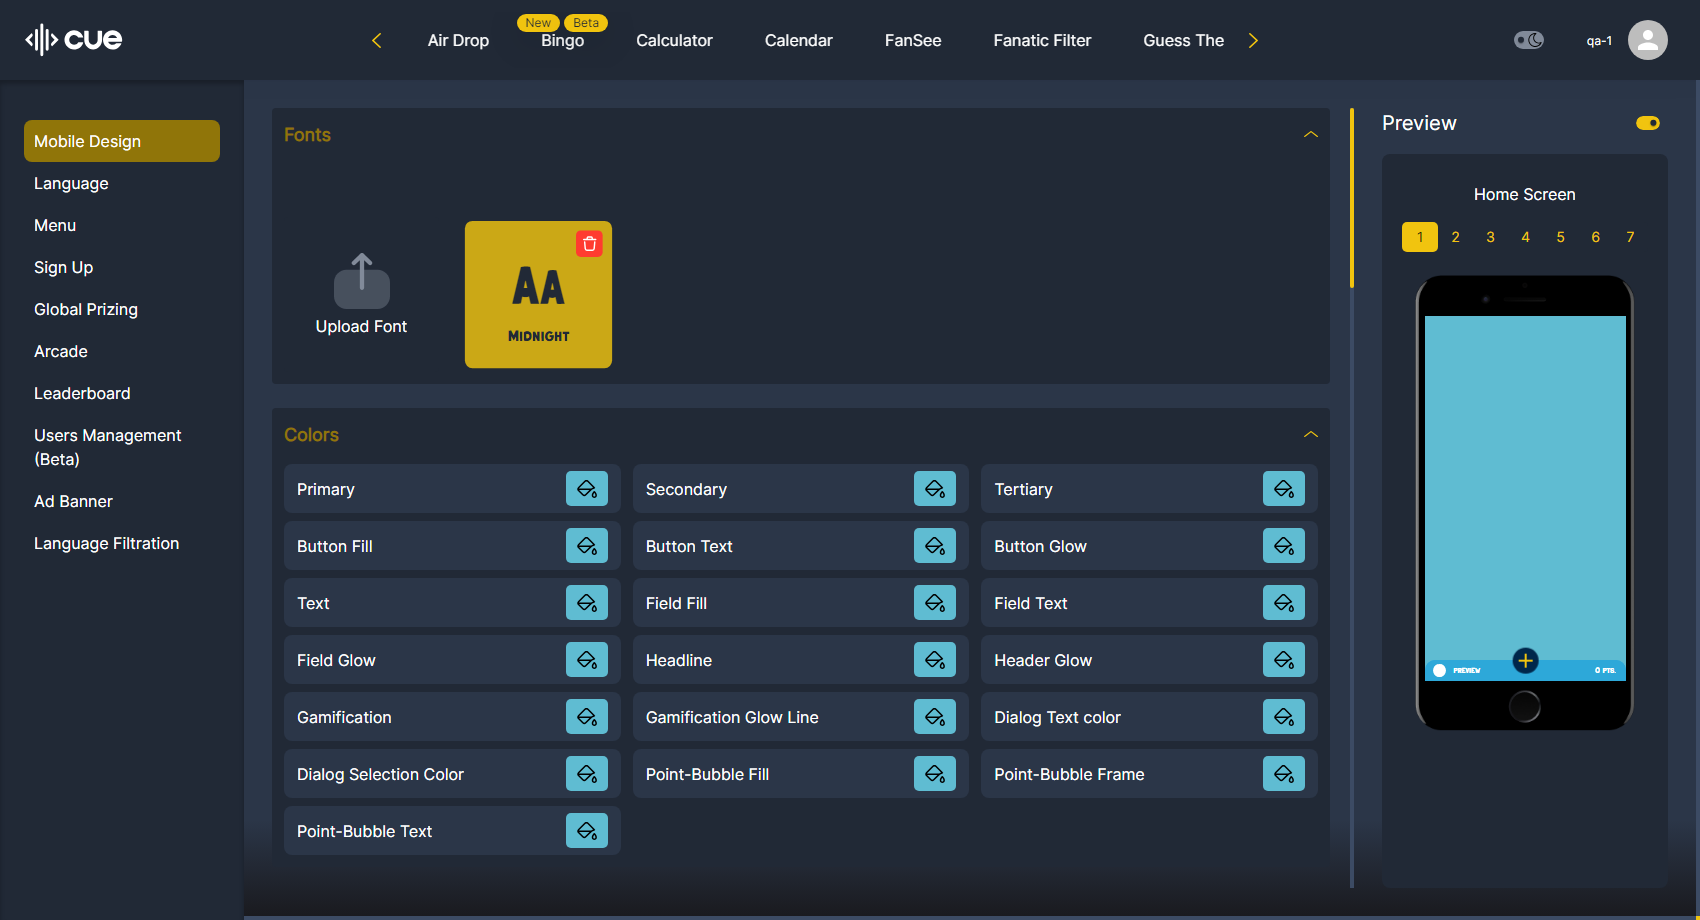 cue
Air Drop
New
Beta
Bingo
Calculator
Calendar
FanSee
Fanatic Filter
Guess The
qa-1
Mobile Design
Language
Menu
Sign Up
Global Prizing
Arcade
Leaderboard
Users Management
(Beta)
Ad Banner
Language Filtration
Fonts
Upload Font
AA
MIDNIGHT
Colors
Primary
Secondary
Tertiary
Button Fill
Button Text
Button Glow
Text
Field Fill
Field Text
Field Glow
Headline
Header Glow
Gamification
Gamification Glow Line
Dialog Text color
Dialog Selection Color
Point-Bubble Fill
Point-Bubble Frame
Point-Bubble Text
Preview
Home Screen
1 2 3 4 5 6 7
PREVIEW
0 PTS.